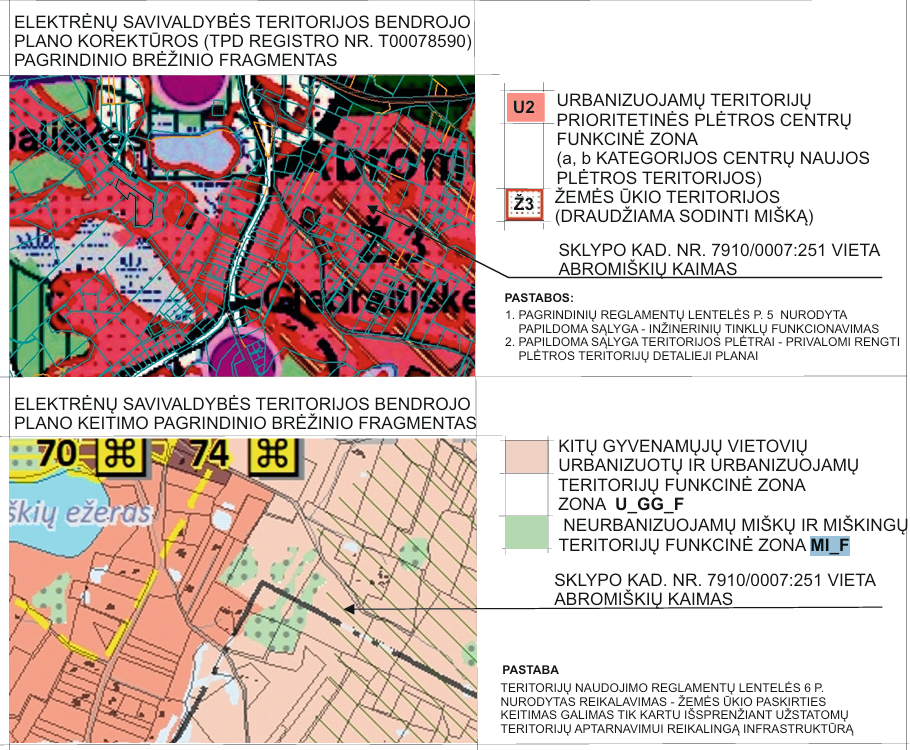 ELEKTRĖNŲ SAVIVALDYBĖS TERITORIJOS BENDROJO
PLANO KOREKTŪROS (TPD REGISTRO NR. T00078590)
PAGRINDINIO BRĖŽINIO FRAGMENTAS
Abrom
Ž 3
U2
URBANIZUOJAMŲ TERITORIJŲ
PRIORITETINĖS PLĖTROS CENTRŲ
FUNKCINĖ ZONA
(a, b KATEGORIJOS CENTRŲ NAUJOS
PLĖTROS TERITORIJOS)
Ž3
ŽEMĖS ŪKIO TERITORIJOS
(DRAUDŽIAMA SODINTI MIŠKĄ)
SKLYPO KAD. NR. 7910/0007:251 VIETA
ABROMIŠKIŲ KAIMAS
PASTABOS:
1. PAGRINDINIŲ REGLAMENTŲ LENTELĖS P. 5 NURODYTA
PAPILDOMA SĄLYGA - INŽINERINIŲ TINKLŲ FUNKCIONAVIMAS
2. PAPILDOMA SĄLYGA TERITORIJOS PLĖTRAI - PRIVALOMI RENGTI
PLĖTROS TERITORIJŲ DETALIEJI PLANAI
ELEKTRĖNŲ SAVIVALDYBĖS TERITORIJOS BENDROJO
PLANO KEITIMO PAGRINDINIO BRĖŽINIO FRAGMENTAS
70
74
škių ežeras
KITŲ GYVENAMŲJŲ VIETOVIŲ
URBANIZUOTŲ IR URBANIZUOJAMŲ
TERITORIJŲ FUNKCINĖ ZONA
ZONA U_GG_F
NEURBANIZUOJAMŲ MIŠKŲ IR MIŠKINGŲ
TERITORIJŲ FUNKCINĖ ZONA MI_F
SKLYPO KAD. NR. 7910/0007:251 VIETA
ABROMIŠKIŲ KAIMAS
PASTABA
TERITORIJŲ NAUDOJIMO REGLAMENTŲ LENTELĖS 6 P.
NURODYTAS REIKALAVIMAS - ŽEMĖS ŪKIO PASKIRTIES
KEITIMAS GALIMAS TIK KARTU IŠSPRENŽIANT UŽSTATOMŲ
TERITORIJŲ APTARNAVIMUI REIKALINGĄ INFRASTRUKTŪRĄ